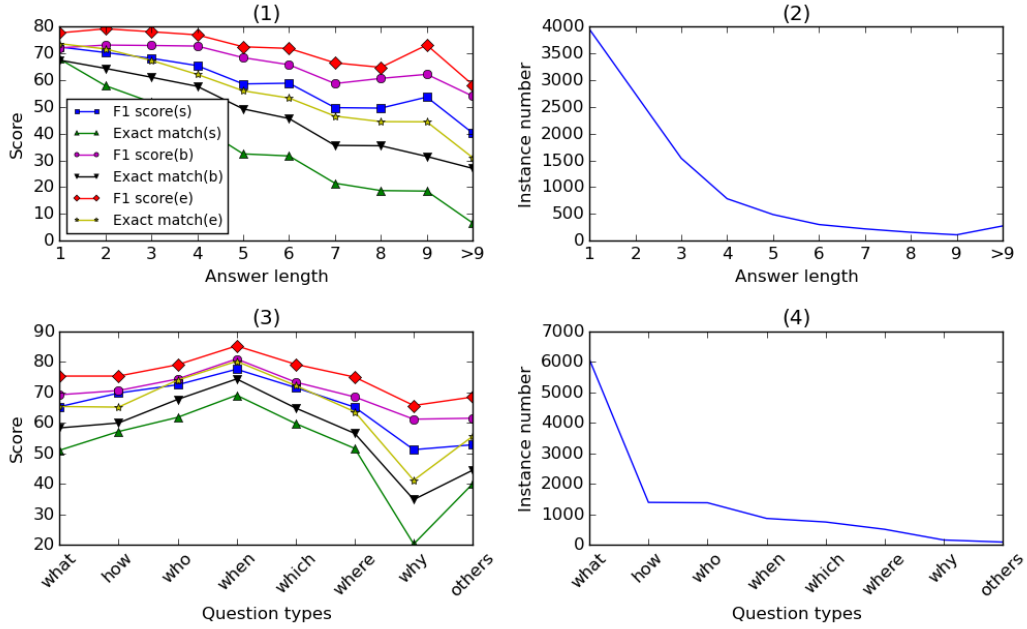 (1)
80
70
60
50
40
30
20
10
0
Score
F1 score(s)
Exact match(s)
F1 score(b)
Exact match(b)
F1 score(e)
Exact match(e)
1 2 3 4 5 6 7 8 9 >9
Answer length
(2)
4000
3500
3000
2500
2000
1500
1000
500
0
Instance number
1 2 3 4 5 6 7 8 9 >9
Answer length
(3)
90
80
70
60
50
40
30
20
Score
what how who when which where why others
Question types
(4)
7000
6000
5000
4000
3000
2000
1000
0
Instance number
what how who when which where why others
Question types